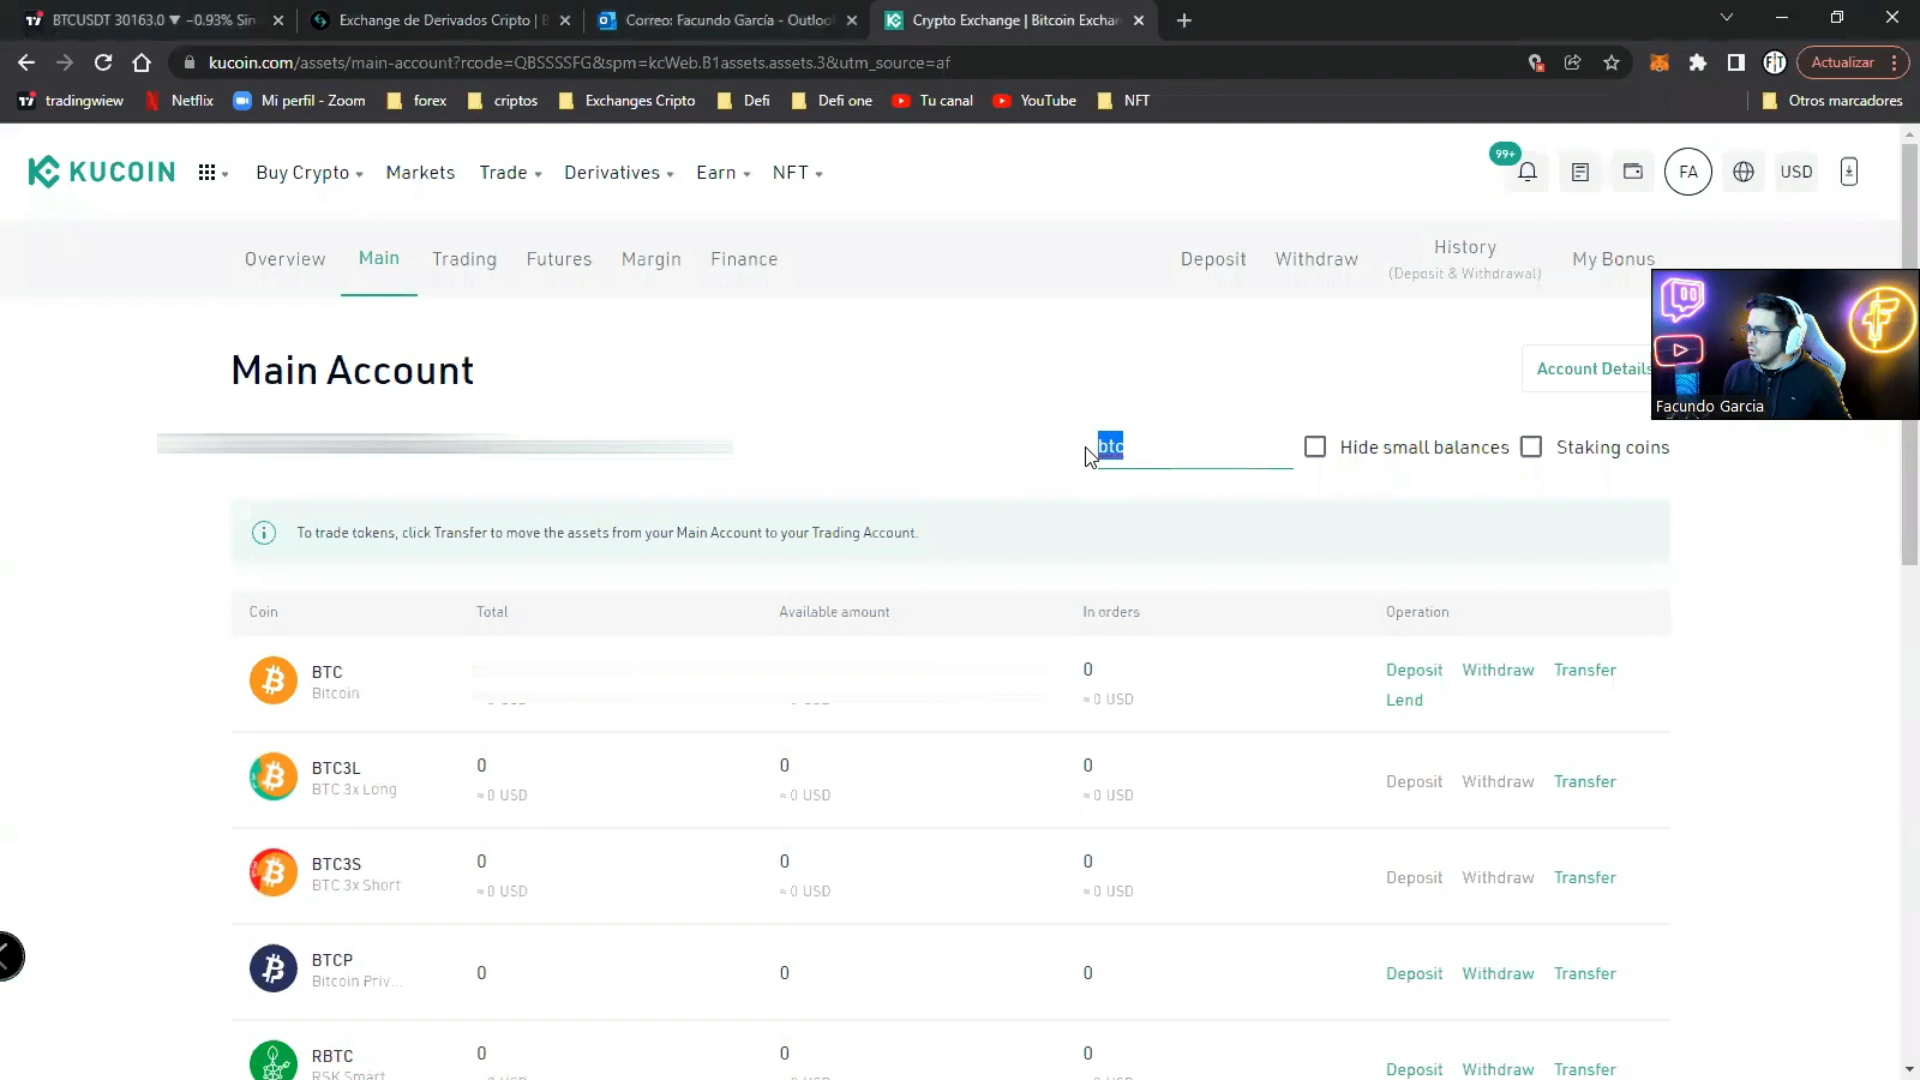 BTCUSDT 30163.0 ▼ −0.93% Sin
Exchange de Derivados Cripto | B
Correo: Facundo García - Outloo
Crypto Exchange | Bitcoin Exchan
kucoin.com/assets/main-account?rcode=QBSSSSFG&spm=kcWeb.B1assets.assets.3&utm_source=af
Actualizar
tradingwiew
Netflix
Mi perfil - Zoom
forex
criptos
Exchanges Cripto
Defi
Defi one
Tu canal
YouTube
NFT
Otros marcadores
KUCOIN
Buy Crypto
Markets
Trade
Derivatives
Earn
NFT
99+
FA
USD
Overview
Main
Trading
Futures
Margin
Finance
Deposit
Withdraw
History
(Deposit & Withdrawal)
My Bonus
Main Account
Account Details
Facundo Garcia
btc
Hide small balances
Staking coins
To trade tokens, click Transfer to move the assets from your Main Account to your Trading Account.
Coin Total Available amount In orders Operation
BTC 0 Deposit Withdraw Transfer
Bitcoin ≈ 0 USD Lend
BTC3L 0 0 0 Deposit Withdraw Transfer
BTC 3x Long ≈ 0 USD ≈ 0 USD ≈ 0 USD
BTC3S 0 0 0 Deposit Withdraw Transfer
BTC 3x Short ≈ 0 USD ≈ 0 USD ≈ 0 USD
BTCP 0 0 0 Deposit Withdraw Transfer
Bitcoin Priv...
RBTC 0 0 0 Deposit Withdraw Transfer
RSK Smart